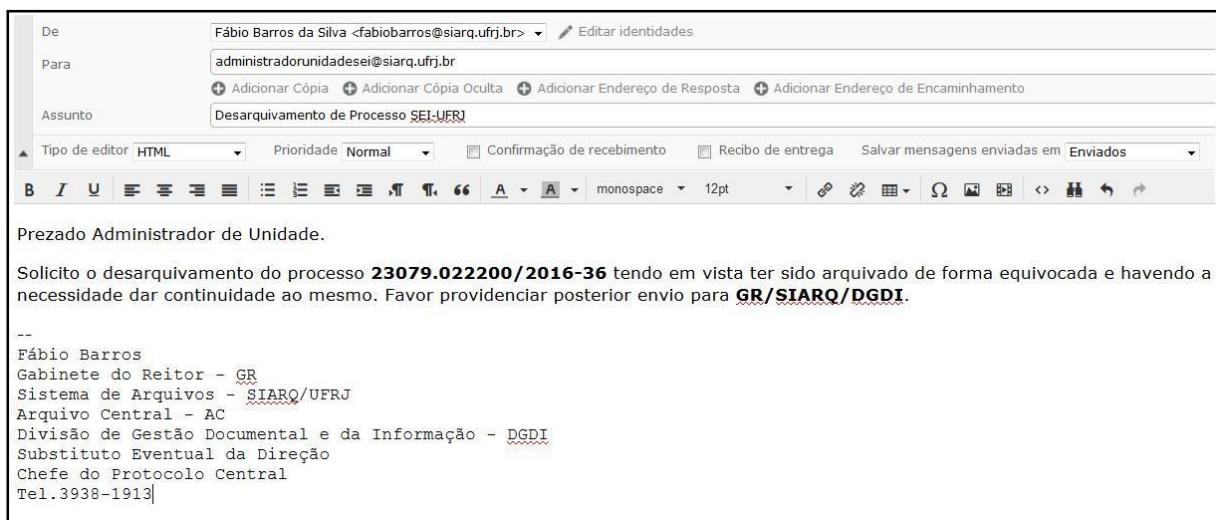 De Fábio Barros da Silva <fabiobarros@siarq.ufrj.br> Editar identidades
Para administradorunidadesei@siarq.ufrj.br
Adicionar Cópia Adicionar Cópia Oculta Adicionar Endereço de Resposta Adicionar Endereço de Encaminhamento
Assunto Desarquivamento de Processo SEI-UFRJ
Tipo de editor HTML Prioridade Normal Confirmação de recebimento Recibo de entrega Salvar mensagens enviadas em Enviados
B I U A A monospace 12pt Ω
Prezado Administrador de Unidade.
Solicito o desarquivamento do processo 23079.022200/2016-36 tendo em vista ter sido arquivado de forma equivocada e havendo a
necessidade dar continuidade ao mesmo. Favor providenciar posterior envio para GR/SIARQ/DGDI.
--
Fábio Barros
Gabinete do Reitor - GR
Sistema de Arquivos - SIARQ/UFRJ
Arquivo Central - AC
Divisão de Gestão Documental e da Informação - DGDI
Substituto Eventual da Direção
Chefe do Protocolo Central
Tel.3938-1913